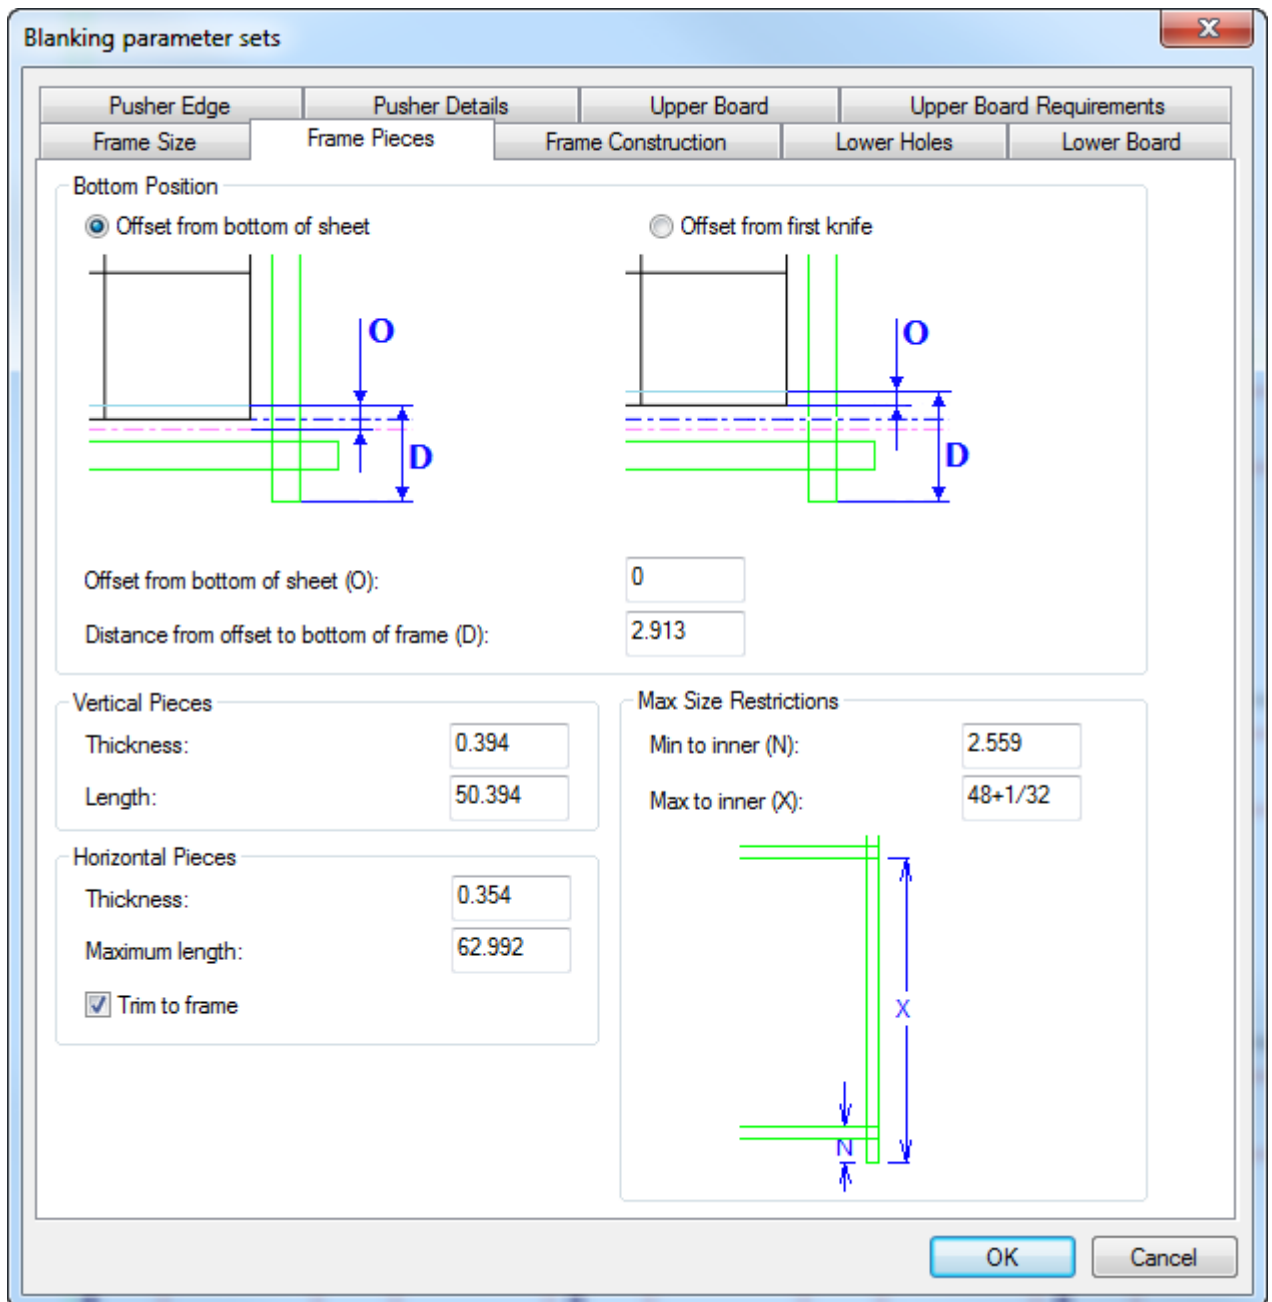 Blanking parameter sets
X
Pusher Edge Pusher Details Upper Board Upper Board Requirements
Frame Size Frame Pieces Frame Construction Lower Holes Lower Board
Bottom Position
Offset from bottom of sheet Offset from first knife
O O
D D
Offset from bottom of sheet (O): 0
Distance from offset to bottom of frame (D): 2.913
Vertical Pieces
Thickness: 0.394
Length: 50.394
Horizontal Pieces
Thickness: 0.354
Maximum length: 62.992
Trim to frame
Max Size Restrictions
Min to inner (N): 2.559
Max to inner (X): 48+1/32
X
N
OK Cancel